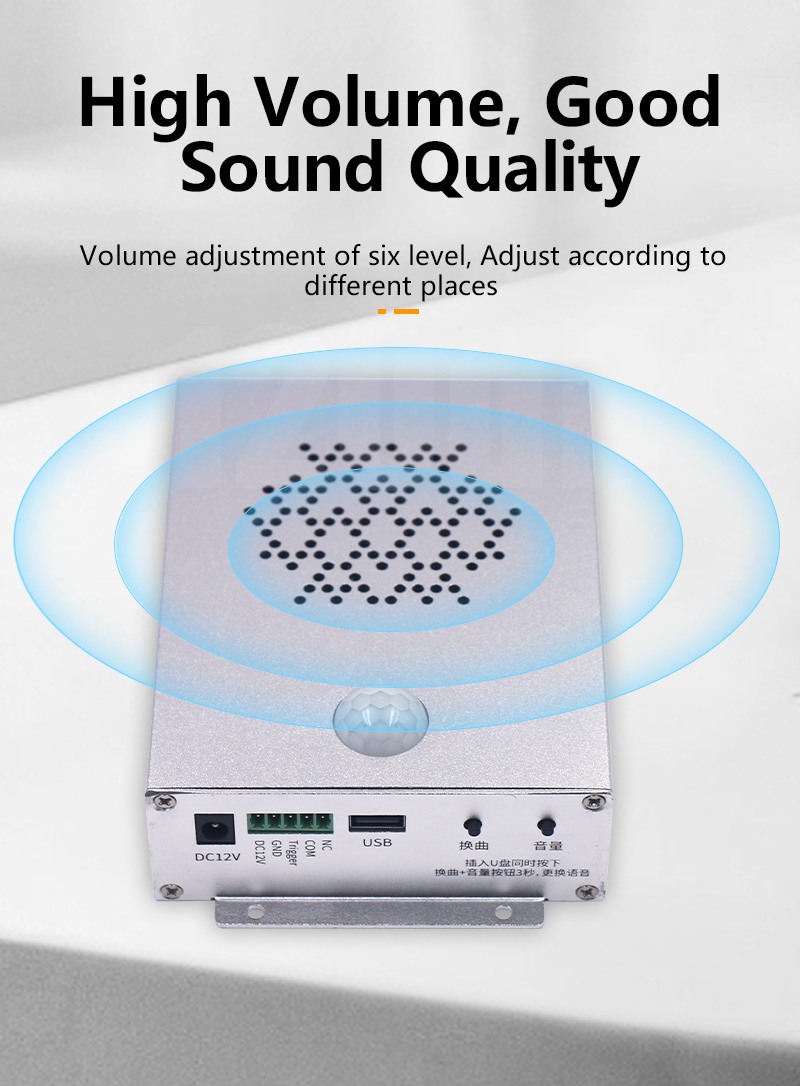 High Volume, Good
Sound Quality
Volume adjustment of six level, Adjust according to
different places
DC12V
DC12V
GND
Trigger
COM
NC
USB
换曲
音量
插入U盘同时按下
换曲+音量按钮3秒,更换语音